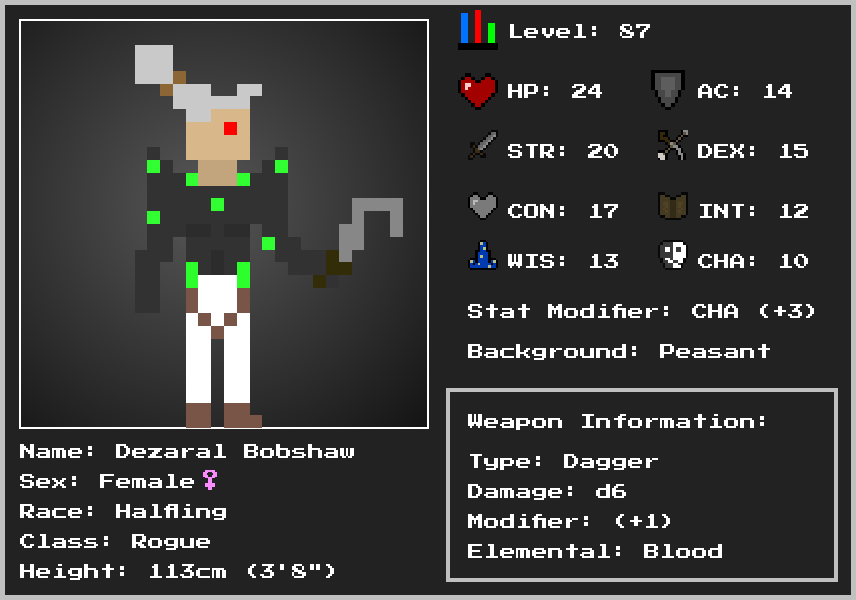 Level: 87
HP: 24 AC: 14
STR: 20 DEX: 15
CON: 17 INT: 12
WIS: 13 CHA: 10
Stat Modifier: CHA (+3)
Background: Peasant
Weapon Information:
Type: Dagger
Damage: d6
Modifier: (+1)
Elemental: Blood
Name: Dezaral Bobshaw
Sex: Female♀
Race: Halfling
Class: Rogue
Height: 113cm (3'8")